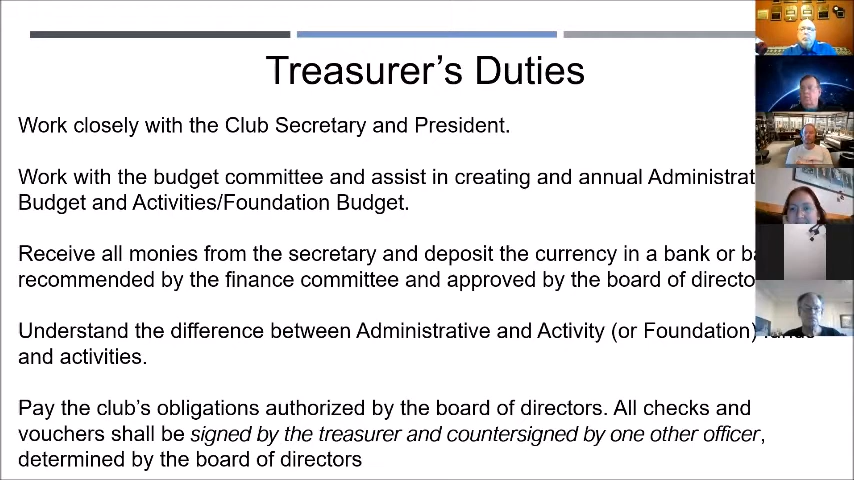 Treasurer's Duties
Work closely with the Club Secretary and President.
Work with the budget committee and assist in creating and annual Administrat
Budget and Activities/Foundation Budget.
Receive all monies from the secretary and deposit the currency in a bank or ba
recommended by the finance committee and approved by the board of directo
Understand the difference between Administrative and Activity (or Foundation)
and activities.
Pay the club's obligations authorized by the board of directors. All checks and
vouchers shall be signed by the treasurer and countersigned by one other officer,
determined by the board of directors